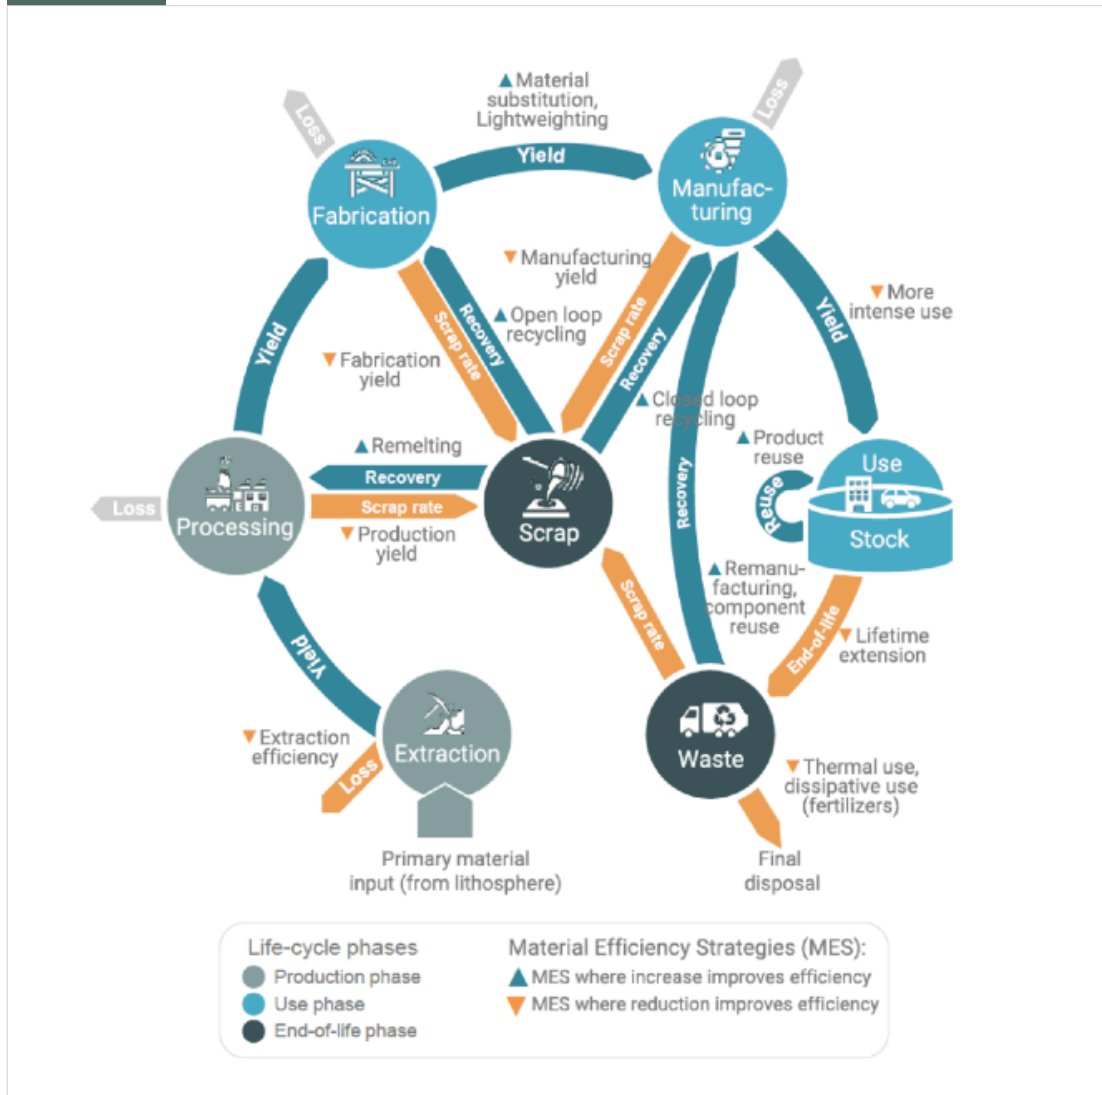 ▲ Material
substitution,
Lightweighting
Loss
Loss
Yield
Fabrication
Manufac-
turing
▼ Manufacturing
yield
▼ More
intense use
Yield
Yield
Recovery
Scrap rate
▲ Open loop
recycling
Scrap rate
Recovery
▼ Fabrication
yield
▲ Closed loop
recycling
▲ Remelting
▲ Product
reuse
Recovery
Scrap rate
Loss
Processing
▼ Production
yield
Scrap
Recovery
Reuse
Use
Stock
▲ Remanu-
facturing,
component
reuse
Scrap rate
End-of-life
▼ Lifetime
extension
Yield
▼ Extraction
efficiency
Loss
Extraction
Waste
▼ Thermal use,
dissipative use
(fertilizers)
Primary material
input (from lithosphere)
Final
disposal
Life-cycle phases
Production phase
Use phase
End-of-life phase
Material Efficiency Strategies (MES):
▲ MES where increase improves efficiency
▼ MES where reduction improves efficiency